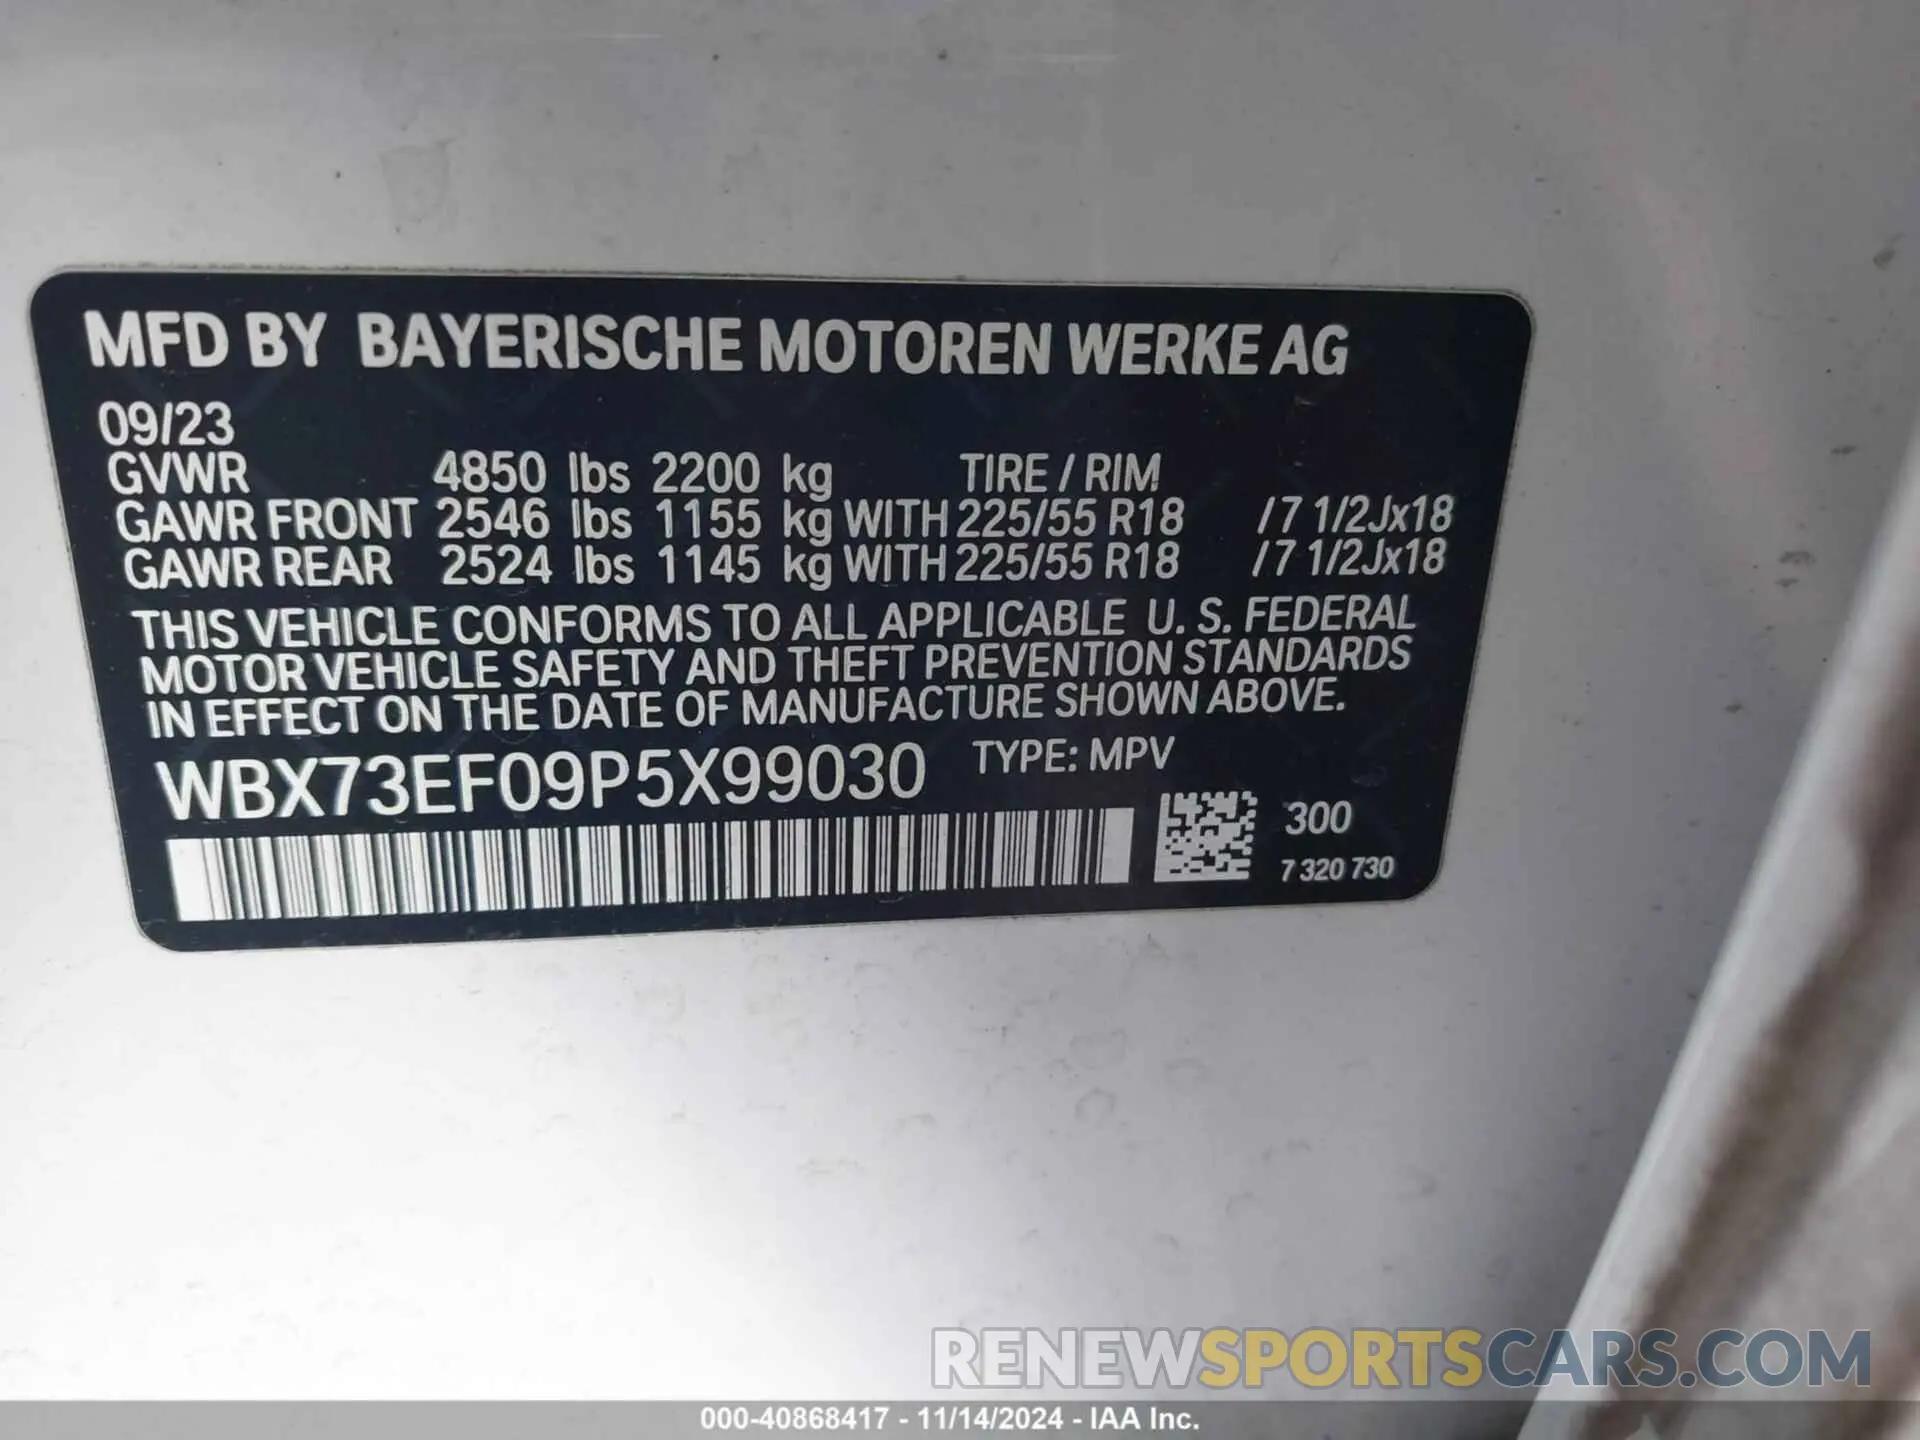 MFD BY BAYERISCHE MOTOREN WERKE AG
09/23
GVWR 4850 lbs 2200 kg TIRE / RIM
GAWR FRONT 2546 lbs 1155 kg WITH 225/55 R18 /7 1/2Jx18
GAWR REAR 2524 lbs 1145 kg WITH 225/55 R18 /7 1/2Jx18
THIS VEHICLE CONFORMS TO ALL APPLICABLE U. S. FEDERAL
MOTOR VEHICLE SAFETY AND THEFT PREVENTION STANDARDS
IN EFFECT ON THE DATE OF MANUFACTURE SHOWN ABOVE.
WBX73EF09P5X99030 TYPE: MPV
300
7 320 730
RENEWSPORTSCARS.COM
000-40868417 - 11/14/2024 - IAA Inc.